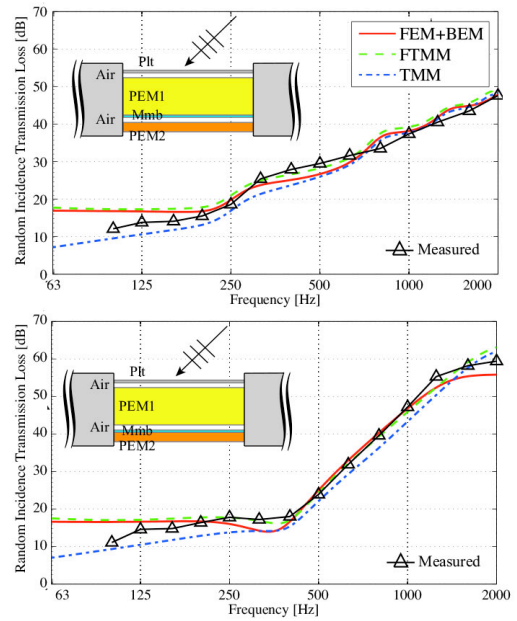 Random Incidence Transmission Loss [dB]
70
60
50
40
30
20
10
0
Plt
Air
PEM1
Air
Mmb
PEM2
FEM+BEM
FTMM
TMM
Measured
63
125
250
500
1000
2000
Frequency [Hz]
Random Incidence Transmission Loss [dB]
70
60
50
40
30
20
10
0
Plt
Air
PEM1
Air
Mmb
PEM2
Measured
63
125
250
500
1000
2000
Frequency [Hz]